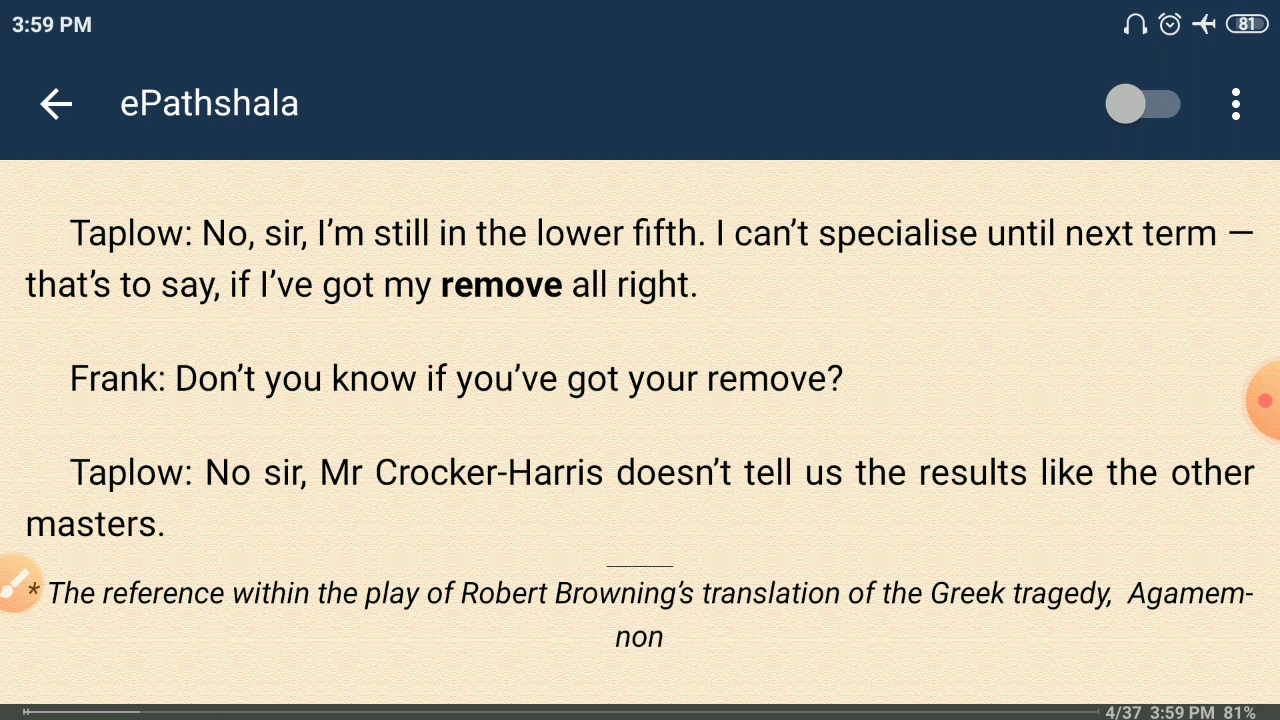 3:59 PM
81
ePathshala
Taplow: No, sir, I’m still in the lower fifth. I can’t specialise until next term —
that’s to say, if I’ve got my remove all right.
Frank: Don’t you know if you’ve got your remove?
Taplow: No sir, Mr Crocker-Harris doesn’t tell us the results like the other
masters.
* The reference within the play of Robert Browning’s translation of the Greek tragedy, Agamem-
non
4/37 3:59 PM 81%